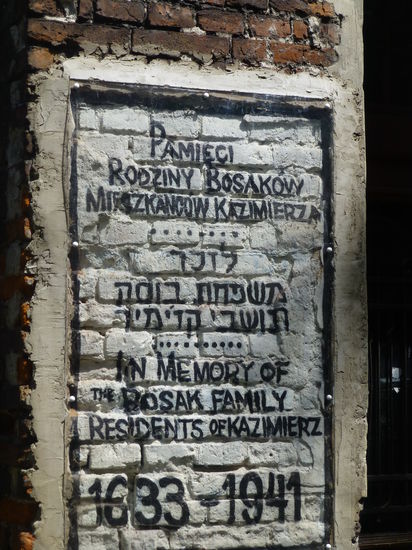 PAMIĘCI
RODZINY BOSAKÓW
MIESZKAŃCÓW KAZIMIERZA
לזכר
משפחת בוסק
תושבי קזימיר
IN MEMORY OF
THE BOSAK FAMILY
RESIDENTS OF KAZIMIERZ
1633-1941